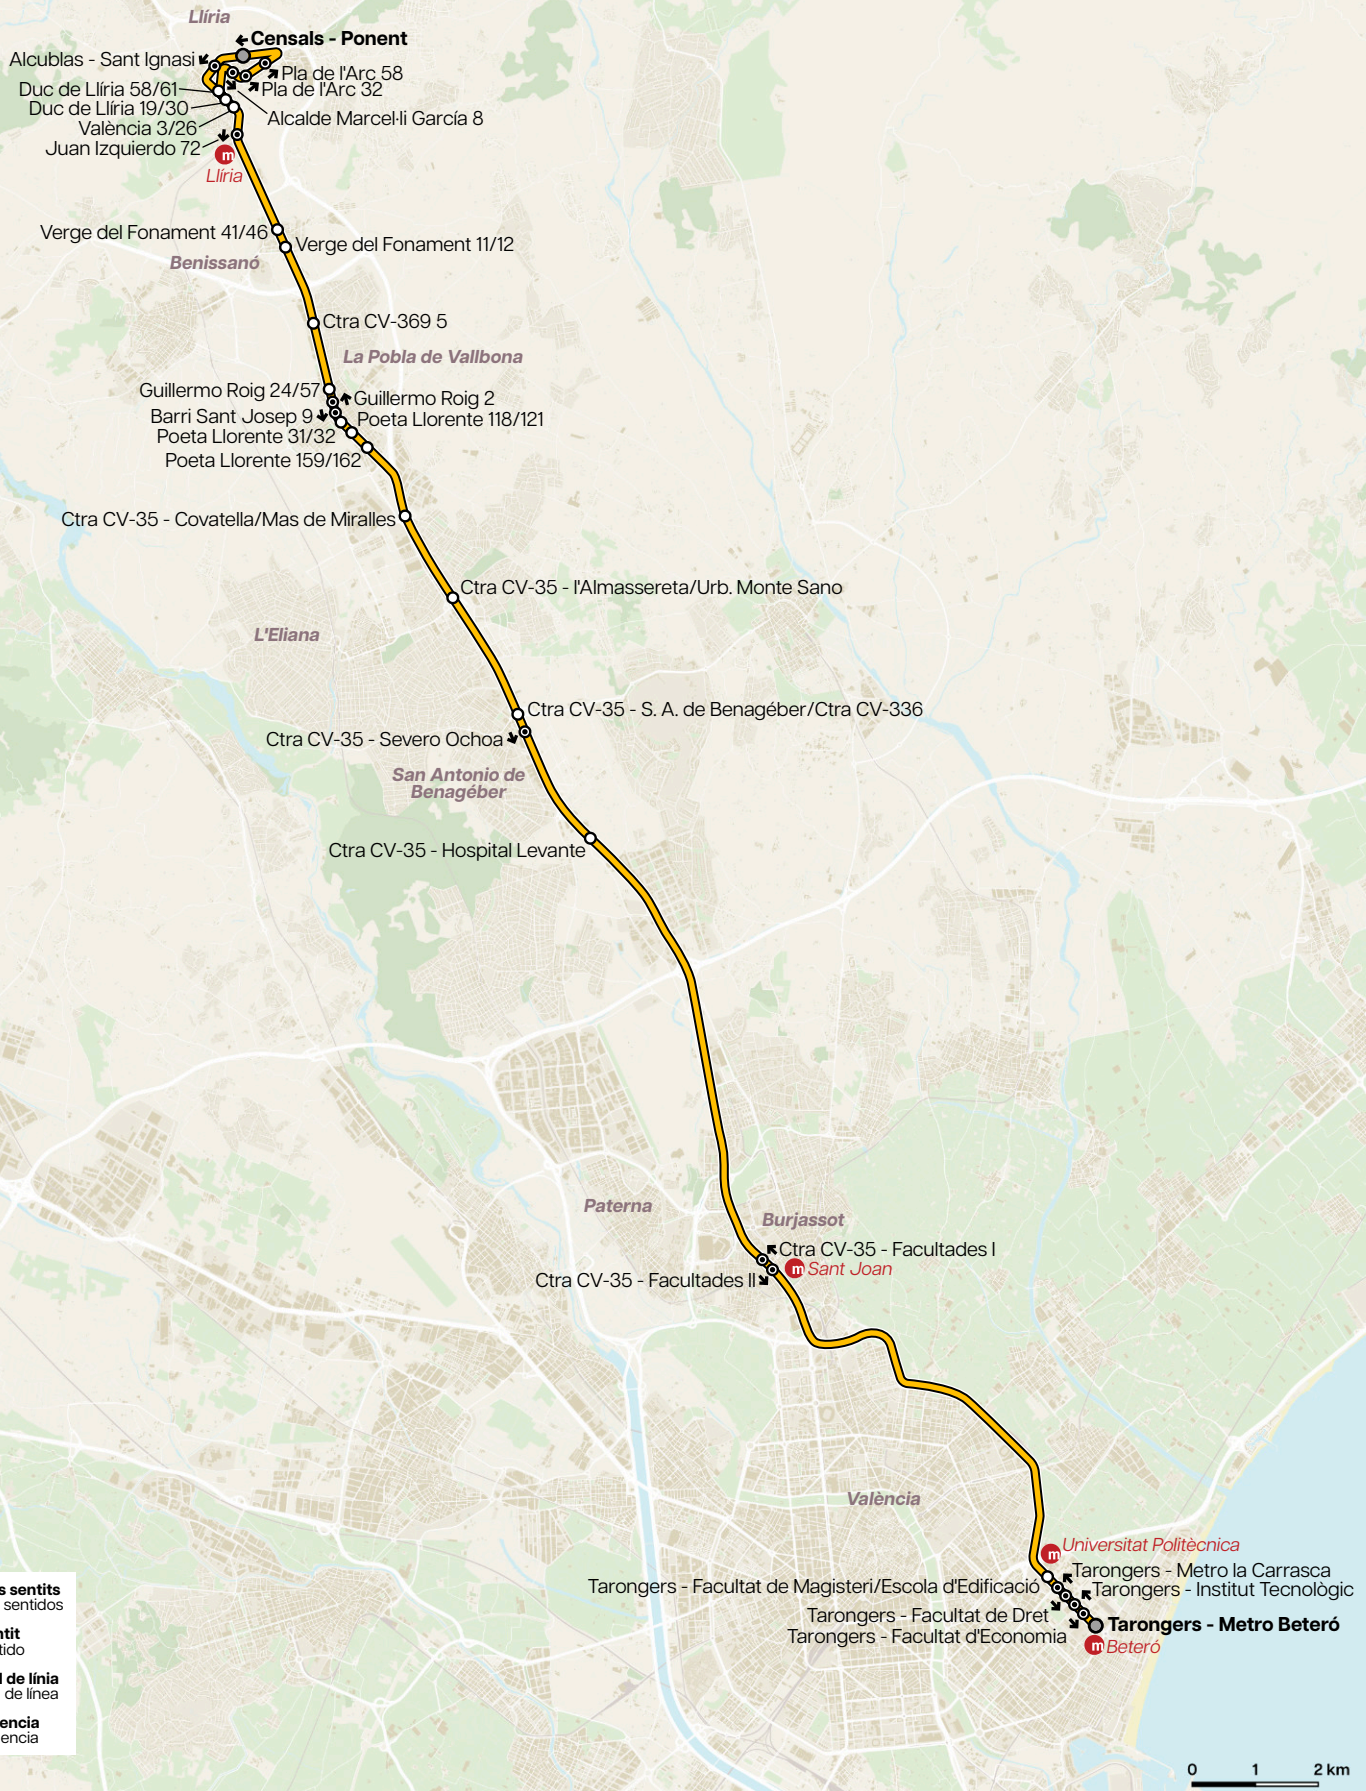 Llíria
Censals - Ponent
Alcublas - Sant Ignasi
Pla de l'Arc 58
Duc de Llíria 58/61
Pla de l'Arc 32
Duc de Llíria 19/30
Alcalde Marcel·li García 8
València 3/26
Juan Izquierdo 72
m
Llíria
Verge del Fonament 41/46
Verge del Fonament 11/12
Benissanó
Ctra CV-369 5
La Pobla de Vallbona
Guillermo Roig 24/57
Guillermo Roig 2
Barri Sant Josep 9
Poeta Llorente 118/121
Poeta Llorente 31/32
Poeta Llorente 159/162
Ctra CV-35 - Covatella/Mas de Miralles
Ctra CV-35 - l'Almassereta/Urb. Monte Sano
L'Eliana
Ctra CV-35 - S. A. de Benagéber/Ctra CV-336
Ctra CV-35 - Severo Ochoa
San Antonio de
Benagéber
Ctra CV-35 - Hospital Levante
Paterna
Burjassot
Ctra CV-35 - Facultades I
m Sant Joan
Ctra CV-35 - Facultades II
València
Universitat Politècnica
m
Tarongers - Metro la Carrasca
Tarongers - Facultat de Magisteri/Escola d'Edificació
Tarongers - Institut Tecnològic
Tarongers - Facultat de Dret
Tarongers - Metro Beteró
Tarongers - Facultat d'Economia
m Beteró
s sentits
sentidos
ntit
tido
l de línia
de línea
encia
encia
0 1 2 km